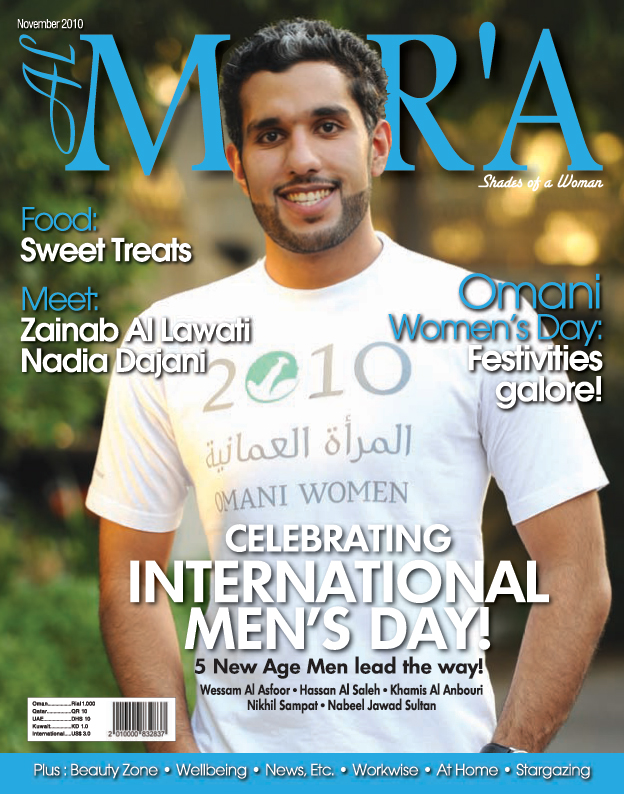 November 2010
Al MAR'A
Shades of a Woman
Food:
Sweet Treats
Meet:
Zainab Al Lawati
Nadia Dajani
Omani
Women's Day:
Festivities
galore!
2010
المرأة العمانية
OMANI WOMEN
CELEBRATING
INTERNATIONAL
MEN'S DAY!
5 New Age Men lead the way!
Wessam Al Asfoor • Hassan Al Saleh • Khamis Al Anbouri
Nikhil Sampat • Nabeel Jawad Sultan
Oman...............Rial 1.000
Qatar...............QR 10
UAE.................DHS 10
Kuwait.............KD 1.0
International....US$ 3.0
2 010000 832837
Plus : Beauty Zone • Wellbeing • News, Etc. • Workwise • At Home • Stargazing